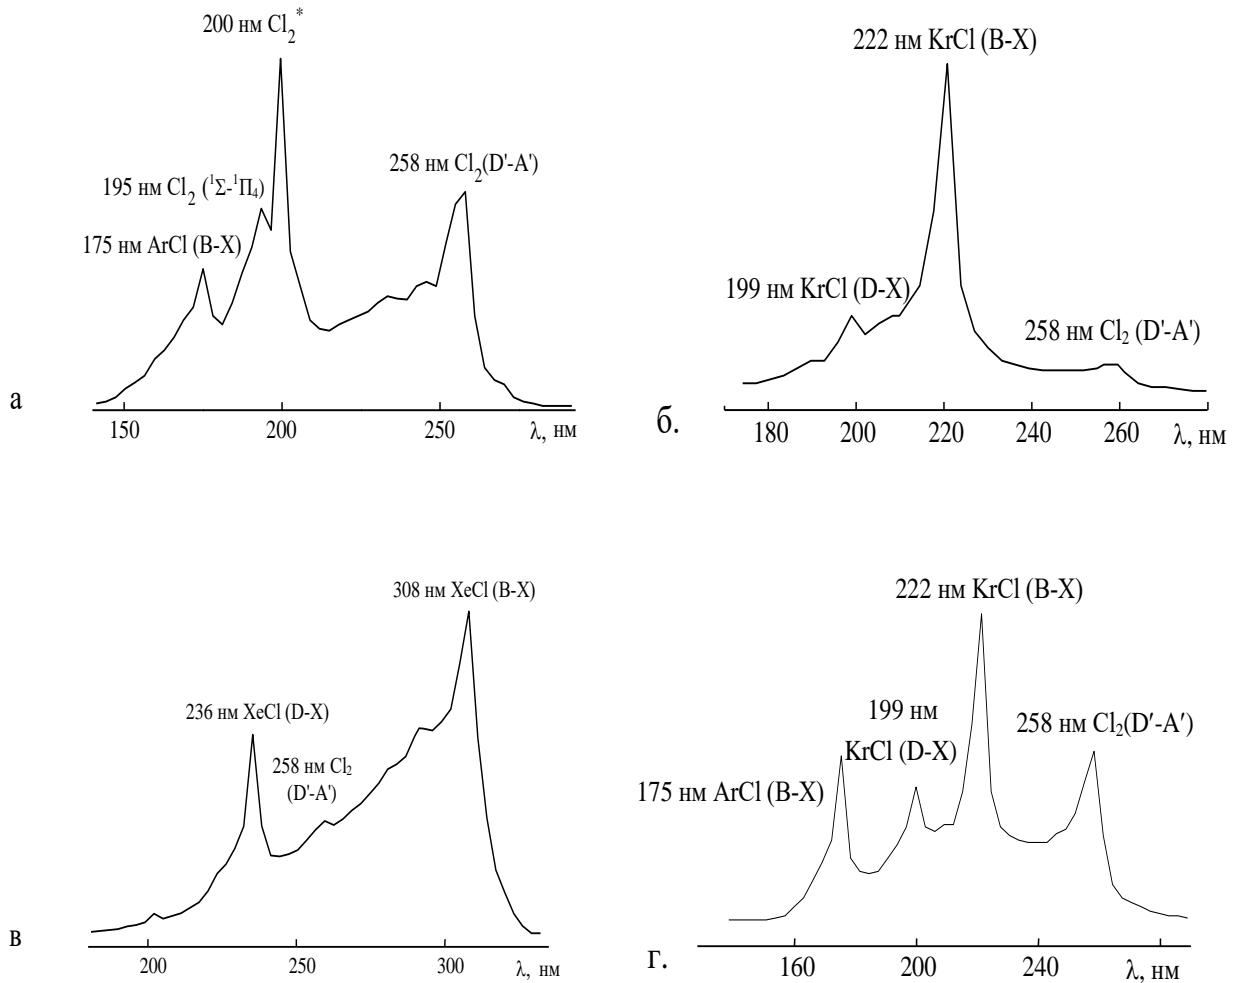 200 нм Cl2*
195 нм Cl2 (¹Σ-¹Π4)
175 нм ArCl (B-X)
258 нм Cl2(D'-A')
а
150
200
250
λ, нм
222 нм KrCl (B-X)
199 нм KrCl (D-X)
258 нм Cl2 (D'-A')
б.
180
200
220
240
260
λ, нм
308 нм XeCl (B-X)
236 нм XeCl (D-X)
258 нм Cl2
(D'-A')
в
200
250
300
λ, нм
222 нм KrCl (B-X)
199 нм
KrCl (D-X)
258 нм Cl2(D'-A')
175 нм ArCl (B-X)
г.
160
200
240
λ, нм